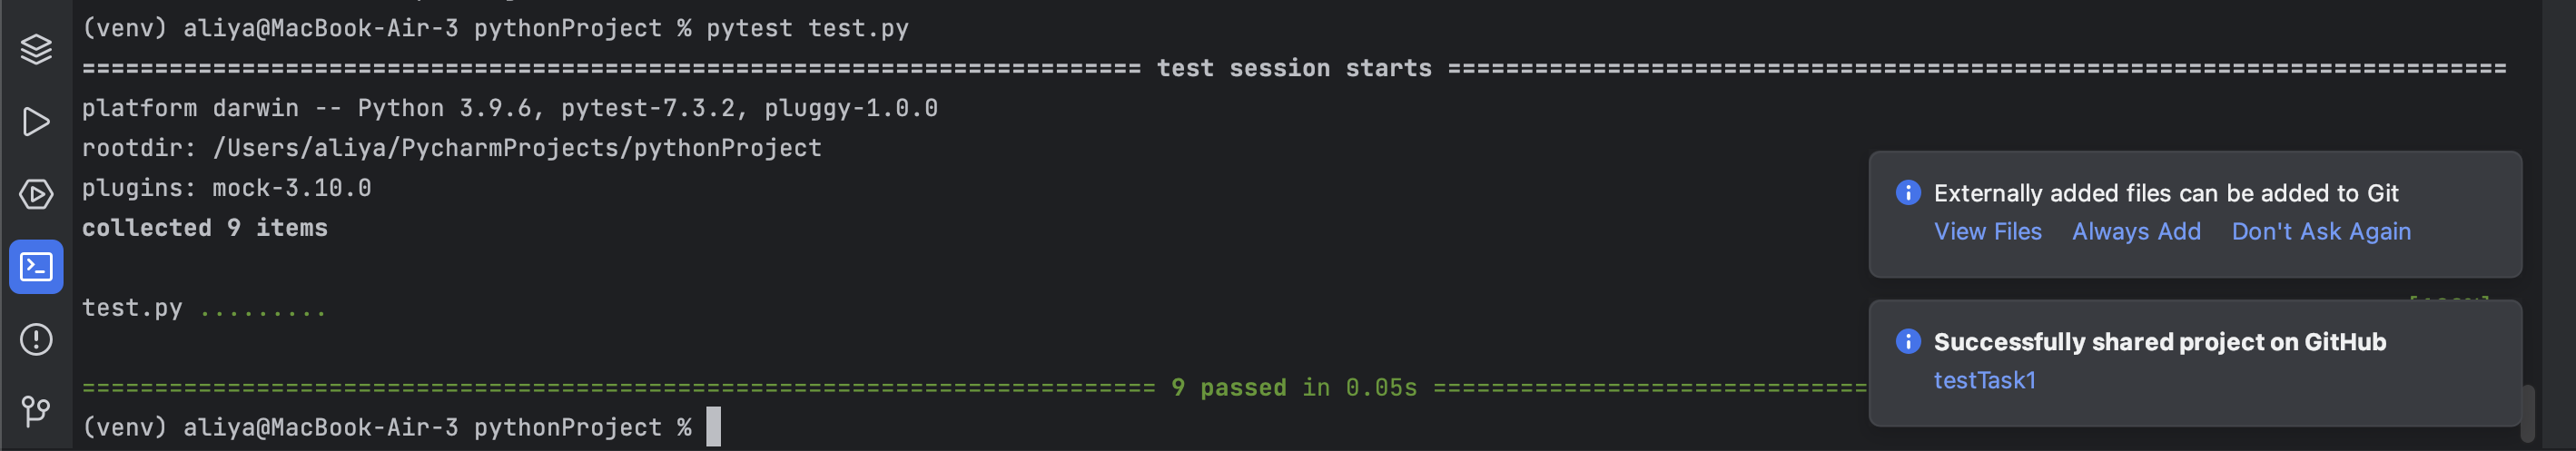 (venv) aliya@MacBook-Air-3 pythonProject % pytest test.py
========================================================================= test session starts =========================================================================
platform darwin -- Python 3.9.6, pytest-7.3.2, pluggy-1.0.0
rootdir: /Users/aliya/PycharmProjects/pythonProject
plugins: mock-3.10.0
collected 9 items
test.py .........
========================================================================== 9 passed in 0.05s ==============================
(venv) aliya@MacBook-Air-3 pythonProject %
Externally added files can be added to Git
View Files Always Add Don't Ask Again
Successfully shared project on GitHub
testTask1